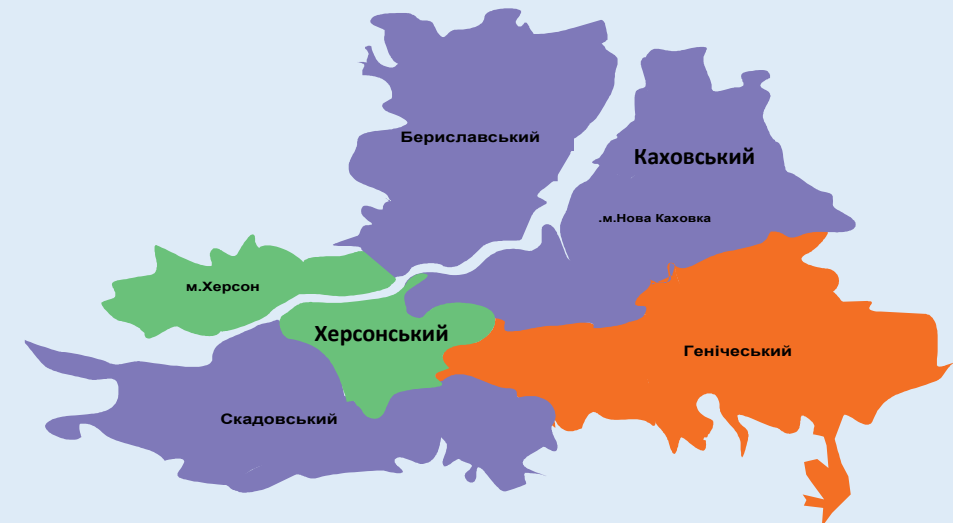 Бериславський
Каховський
.м.Нова Каховка
м.Херсон
Херсонський
Генічеський
Скадовський